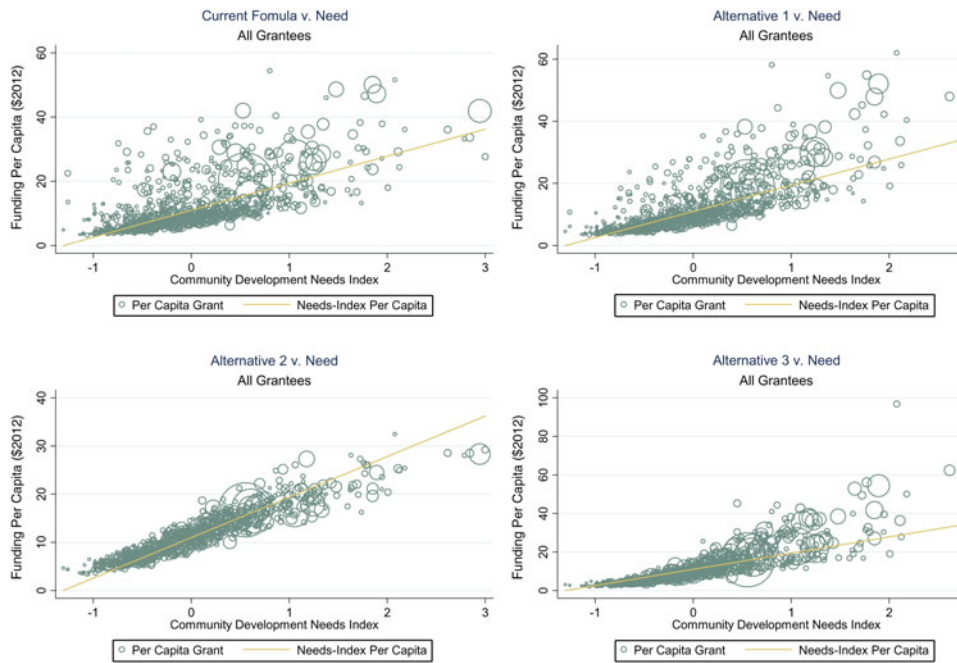 Current Fomula v. Need
All Grantees
Funding Per Capita ($2012)
60
40
20
0
-1
0
1
2
3
Community Development Needs Index
Per Capita Grant
Needs-Index Per Capita
Alternative 1 v. Need
All Grantees
Funding Per Capita ($2012)
60
40
20
0
-1
0
1
2
Community Development Needs Index
Per Capita Grant
Needs-Index Per Capita
Alternative 2 v. Need
All Grantees
Funding Per Capita ($2012)
40
30
20
10
0
-1
0
1
2
3
Community Development Needs Index
Per Capita Grant
Needs-Index Per Capita
Alternative 3 v. Need
All Grantees
Funding Per Capita ($2012)
100
80
60
40
20
0
-1
0
1
2
Community Development Needs Index
Per Capita Grant
Needs-Index Per Capita